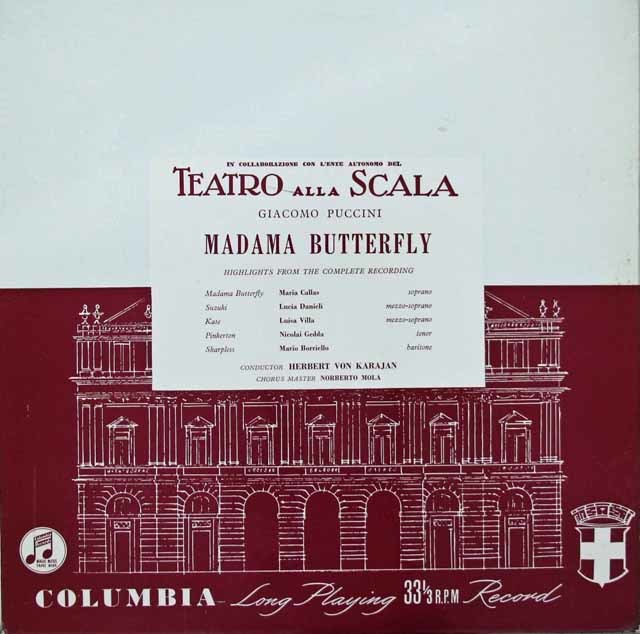 IN COLLABORAZIONE CON L'ENTE AUTONOMO DEL
TEATRO ALLA SCALA
GIACOMO PUCCINI
MADAMA BUTTERFLY
HIGHLIGHTS FROM THE COMPLETE RECORDING
Madama Butterfly Maria Callas soprano
Suzuki Lucia Danieli mezzo-soprano
Kate Luisa Villa mezzo-soprano
Pinkerton Nicolai Gedda tenor
Sharpless Mario Borriello baritone
CONDUCTOR HERBERT VON KARAJAN
CHORUS MASTER NORBERTO MOLA
COLUMBIA Long Playing 33⅓ R.P.M Record